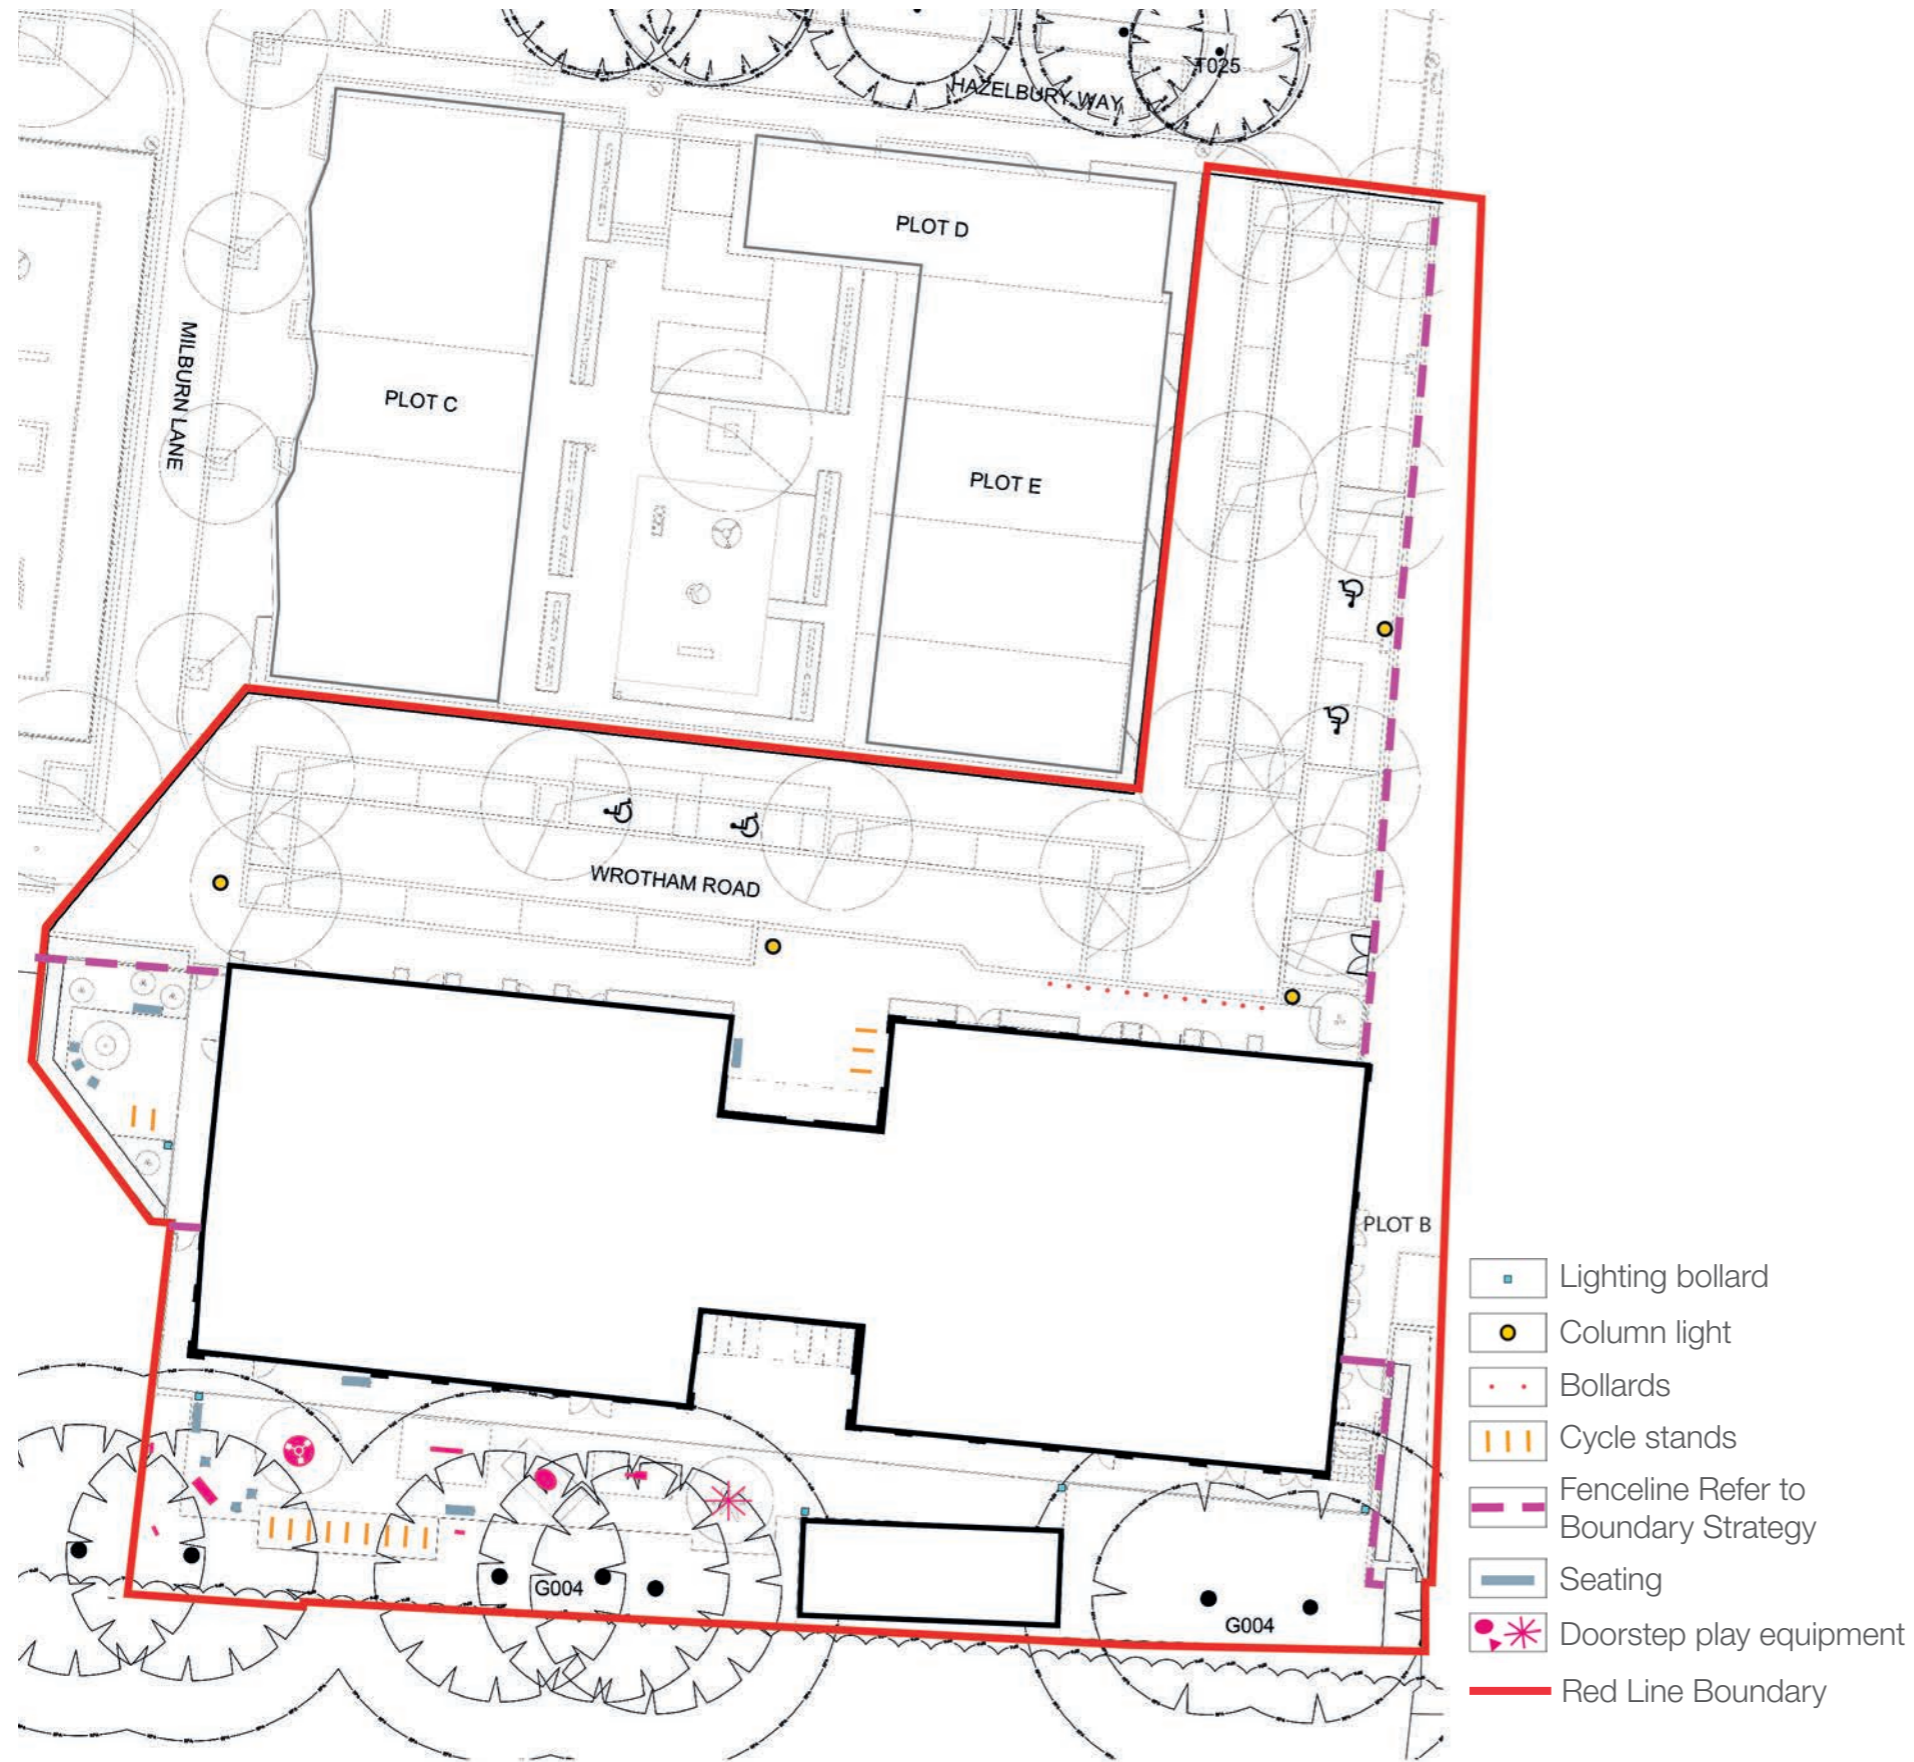 T025
HAZELBURY WAY
PLOT D
MILBURN LANE
PLOT C
PLOT E
WROTHAM ROAD
PLOT B
G004
G004
Lighting bollard
Column light
Bollards
Cycle stands
Fenceline Refer to
Boundary Strategy
Seating
Doorstep play equipment
Red Line Boundary